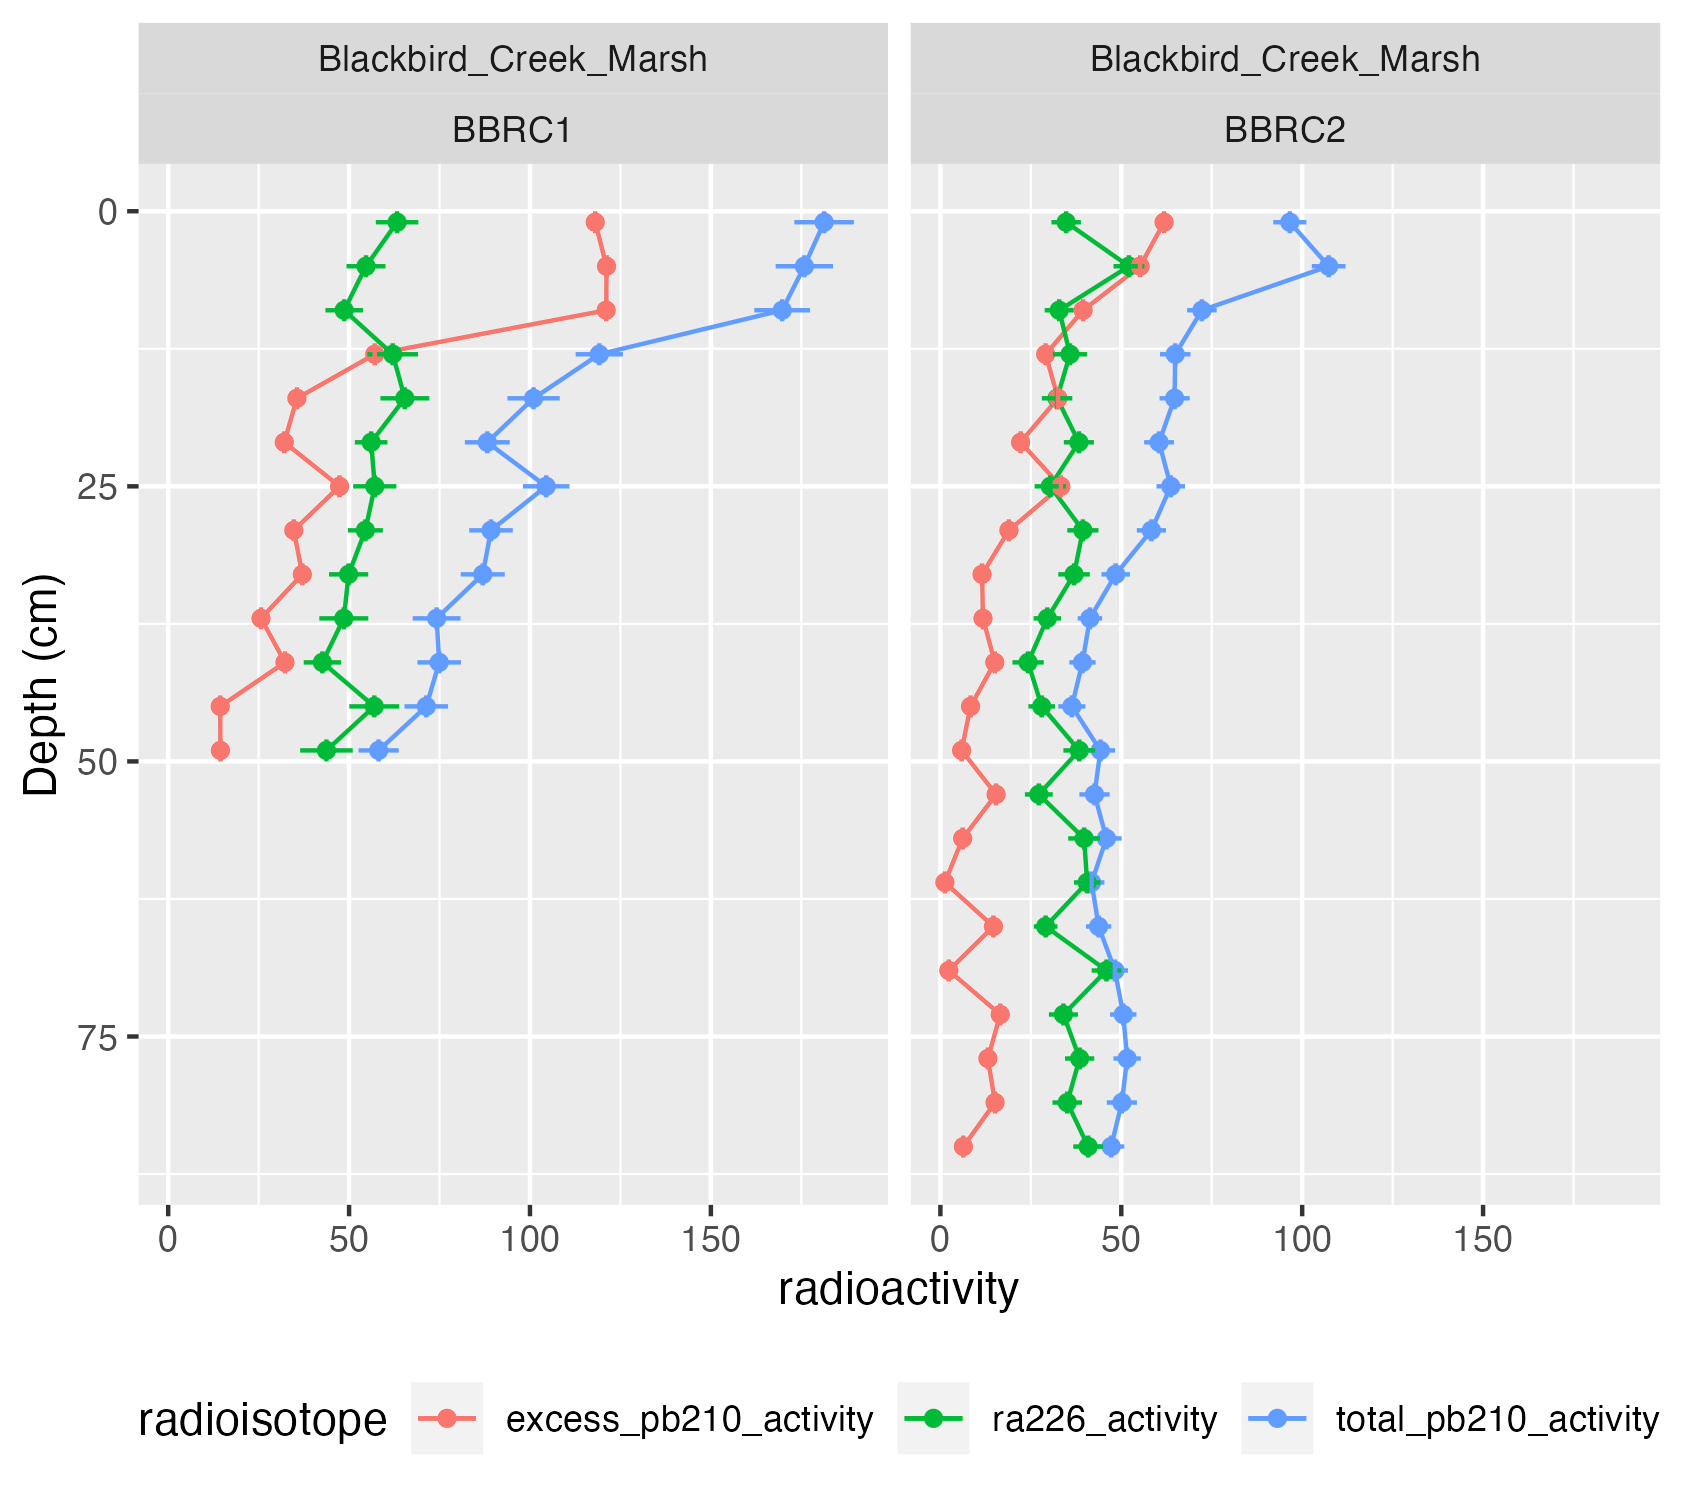 Blackbird_Creek_Marsh Blackbird_Creek_Marsh
BBRC1 BBRC2
0
25
50
75
Depth (cm)
0 50 100 150 0 50 100 150
radioactivity
radioisotope excess_pb210_activity ra226_activity total_pb210_activity